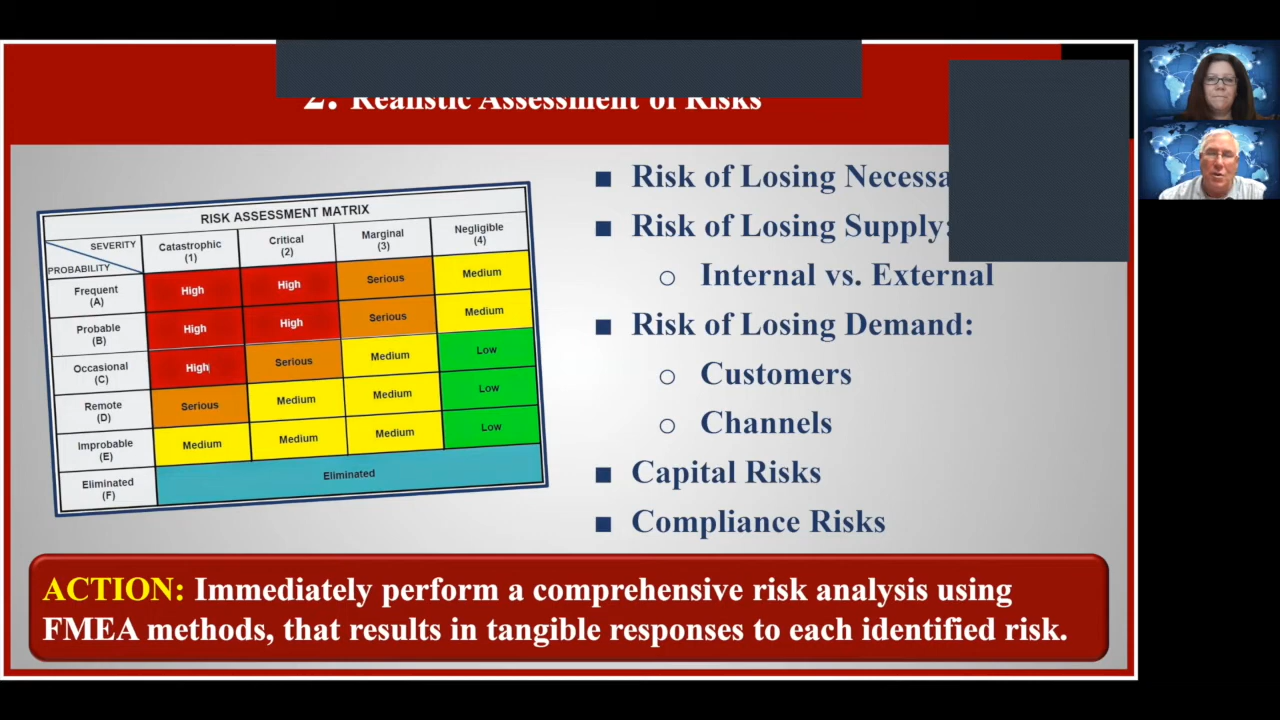 2. Realistic Assessment of Risks
RISK ASSESSMENT MATRIX
SEVERITY
PROBABILITY
Catastrophic
(1)
Critical
(2)
Marginal
(3)
Negligible
(4)
Frequent
(A)
High
High
Serious
Medium
Probable
(B)
High
High
Serious
Medium
Occasional
(C)
High
Serious
Medium
Low
Remote
(D)
Serious
Medium
Medium
Low
Improbable
(E)
Medium
Medium
Medium
Low
Eliminated
(F)
Eliminated
■ Risk of Losing
■ Risk of Losing Supply:
○ Internal vs. External
■ Risk of Losing Demand:
○ Customers
○ Channels
■ Capital Risks
■ Compliance Risks
ACTION: Immediately perform a comprehensive risk analysis using
FMEA methods, that results in tangible responses to each identified risk.